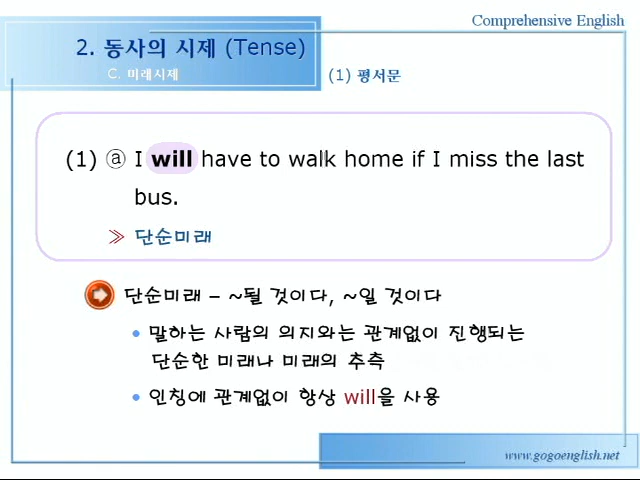 Comprehensive English
2. 동사의 시제 (Tense)
C. 미래시제
(1) 평서문
(1) ⓐ I will have to walk home if I miss the last
bus.
≫ 단순미래
단순미래 – ~될 것이다, ~일 것이다
• 말하는 사람의 의지와는 관계없이 진행되는
단순한 미래나 미래의 추측
• 인칭에 관계없이 항상 will을 사용
www.gogoenglish.net